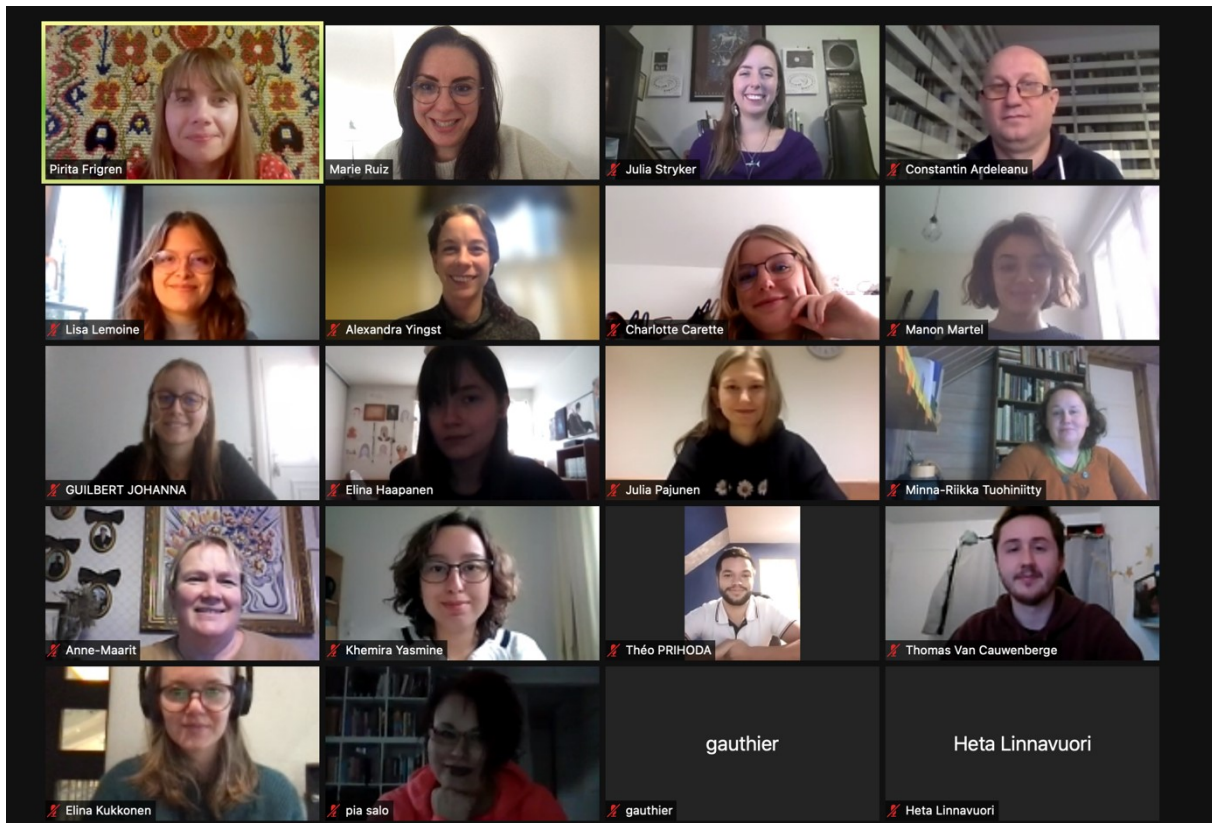 Pirita Frigren
Marie Ruiz
Julia Stryker
Constantin Ardeleanu
Lisa Lemoine
Alexandra Yingst
Charlotte Carette
Manon Martel
GUILBERT JOHANNA
Elina Haapanen
Julia Pajunen
Minna-Riikka Tuohiniitty
Anne-Maarit
Khemira Yasmine
Théo PRIHODA
Thomas Van Cauwenberge
Elina Kukkonen
pia salo
gauthier
gauthier
Heta Linnavuori
Heta Linnavuori